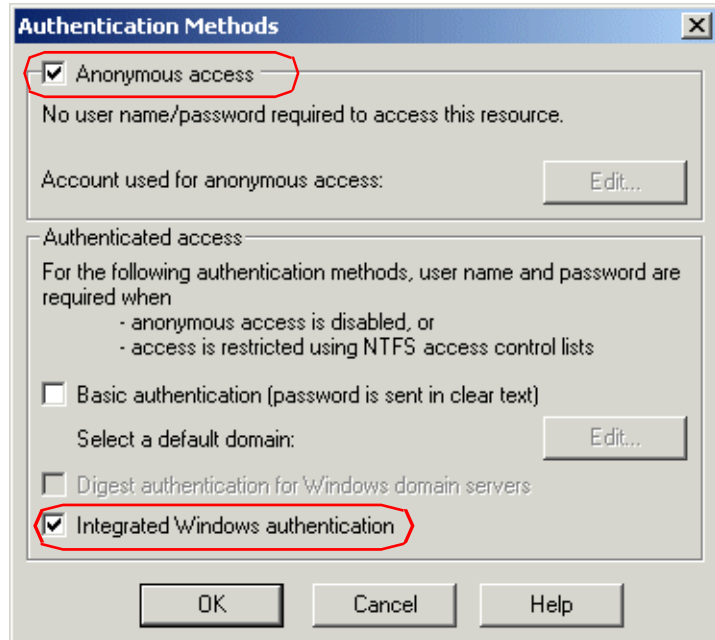 Authentication Methods
Anonymous access
No user name/password required to access this resource.
Account used for anonymous access:
Edit...
Authenticated access
For the following authentication methods, user name and password are
required when
- anonymous access is disabled, or
- access is restricted using NTFS access control lists
Basic authentication (password is sent in clear text)
Select a default domain:
Edit...
Digest authentication for Windows domain servers
Integrated Windows authentication
OK
Cancel
Help